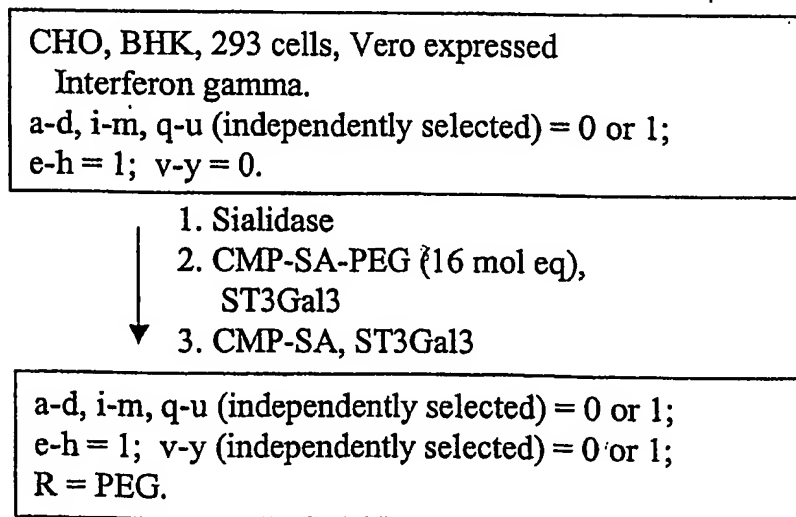 CHO, BHK, 293 cells, Vero expressed
Interferon gamma.
a-d, i-m, q-u (independently selected) = 0 or 1;
e-h = 1; v-y = 0.
1. Sialidase
2. CMP-SA-PEG (16 mol eq),
ST3Gal3
3. CMP-SA, ST3Gal3
a-d, i-m, q-u (independently selected) = 0 or 1;
e-h = 1; v-y (independently selected) = 0 or 1;
R = PEG.